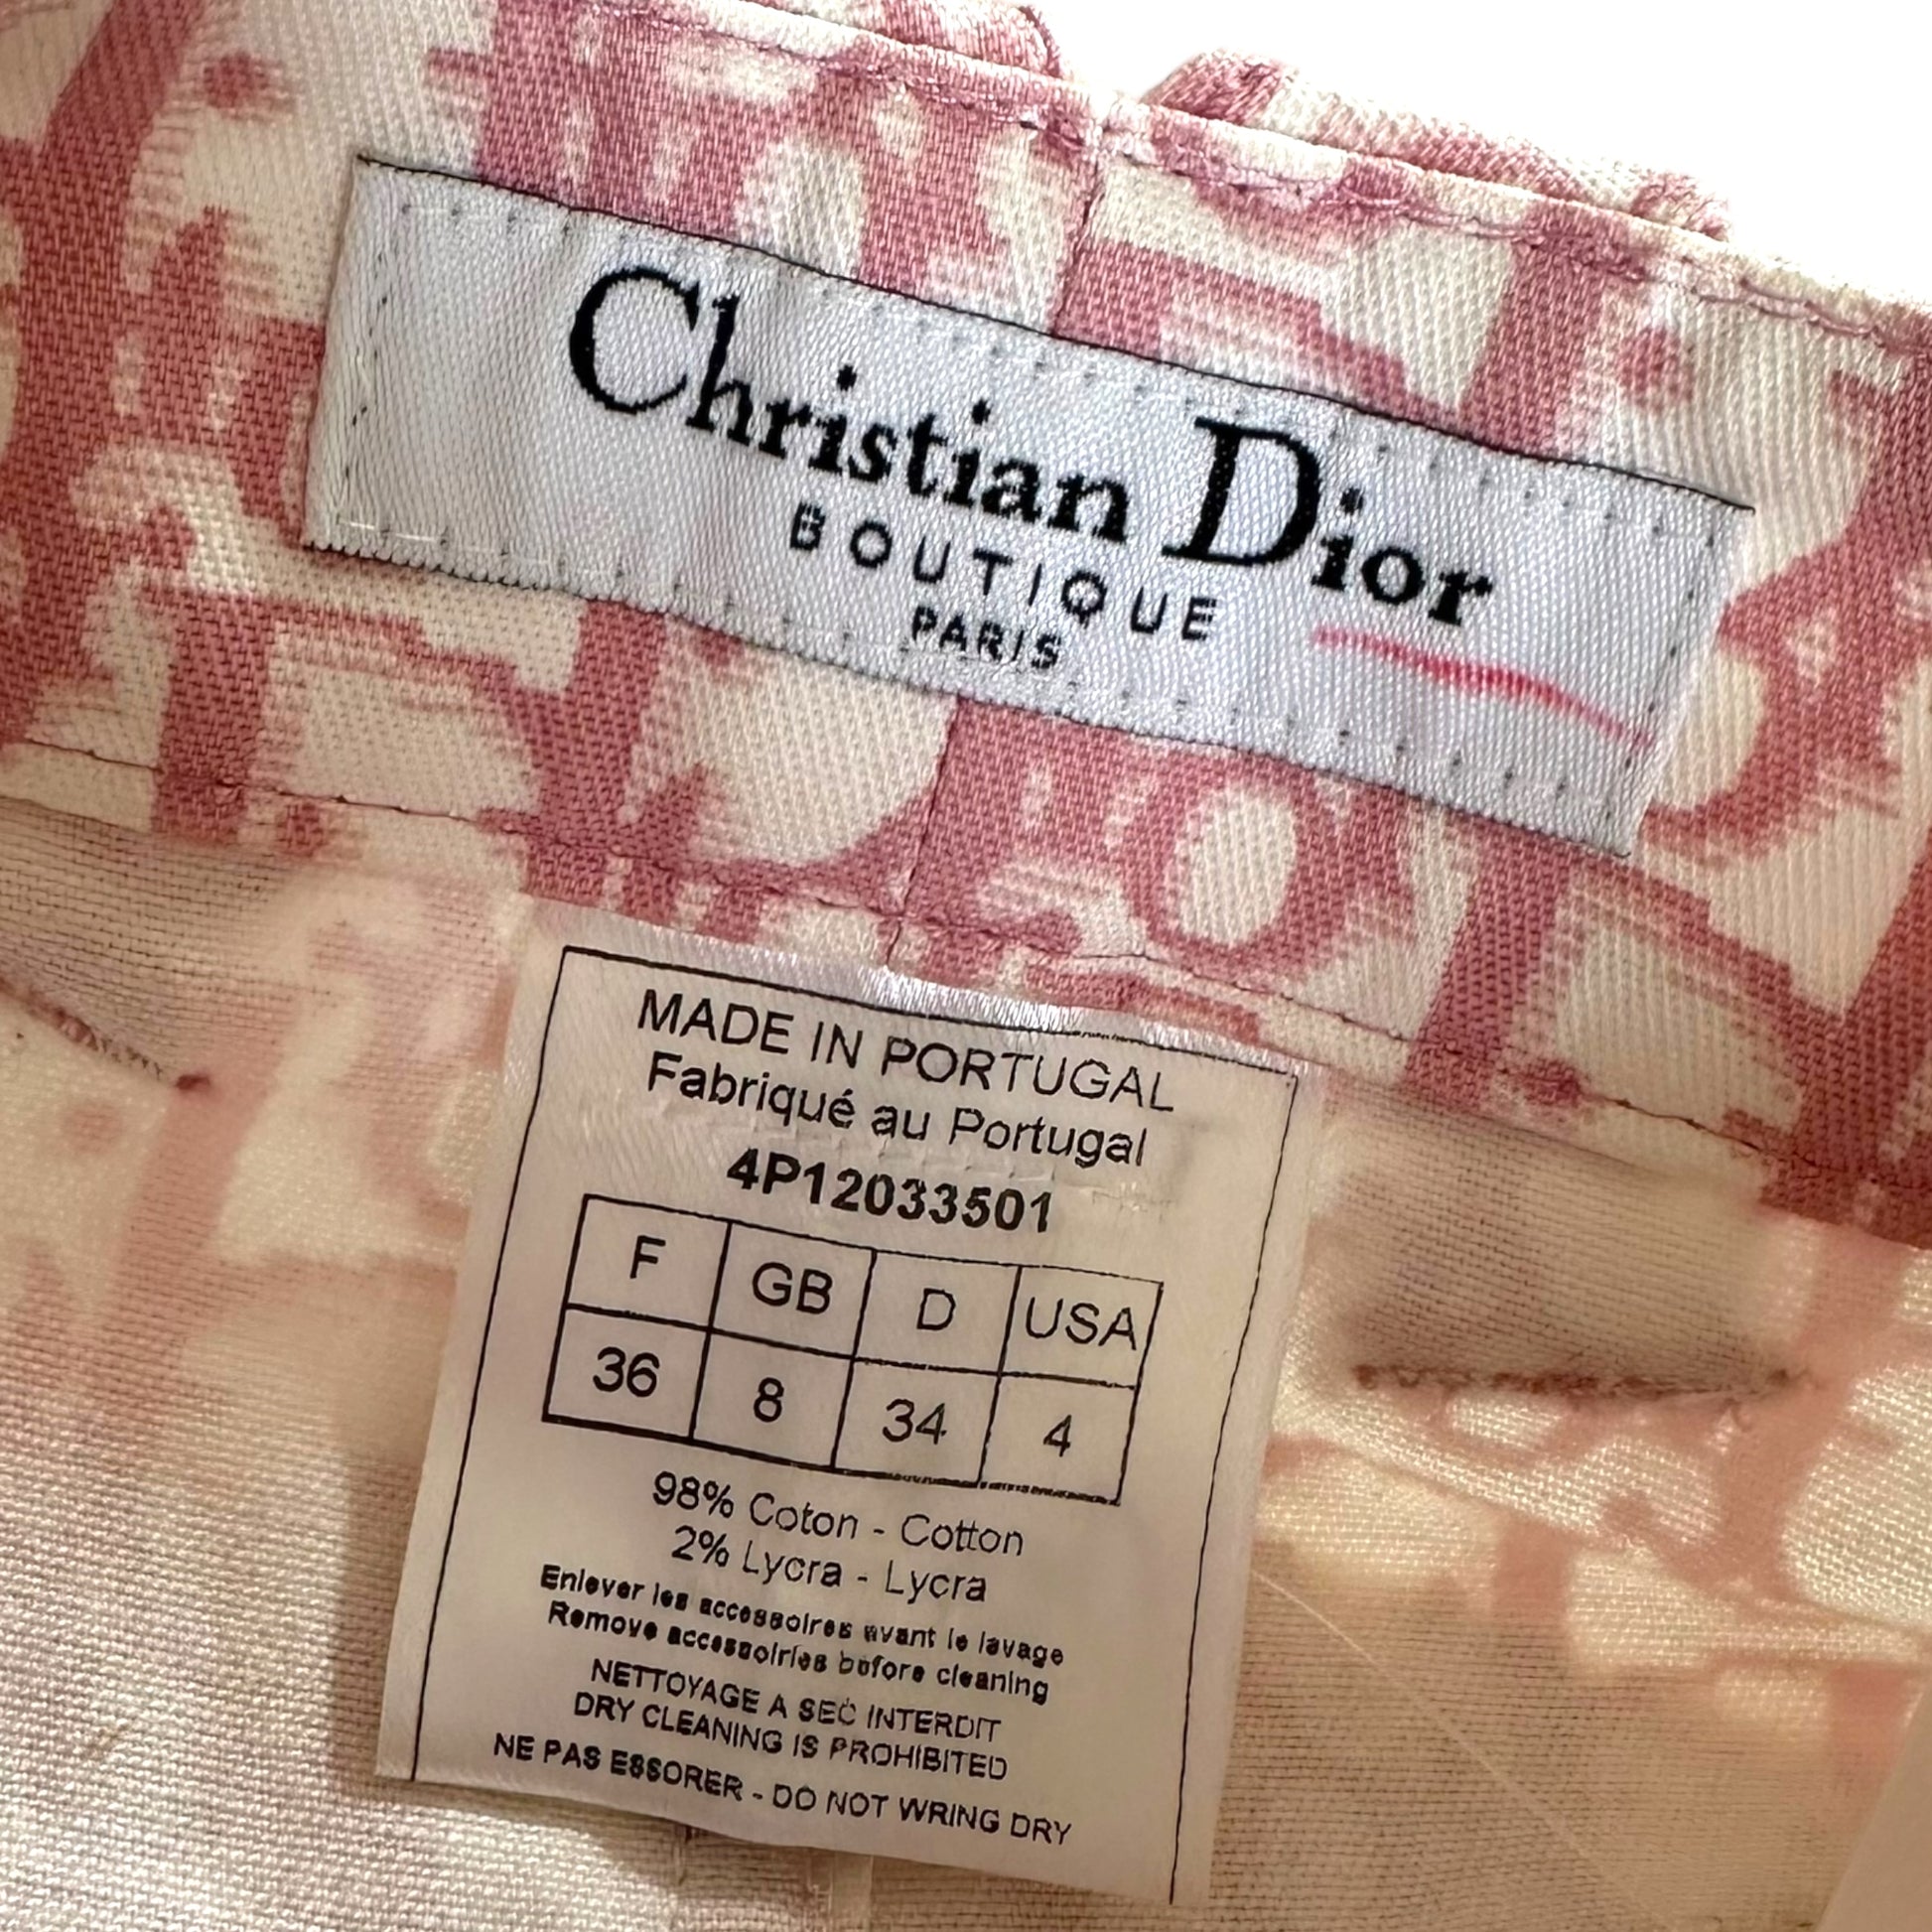 Christian Dior
BOUTIQUE
PARIS
MADE IN PORTUGAL
Fabriqué au Portugal
4P12033501
F GB D USA
36 8 34 4
98% Coton - Cotton
2% Lycra - Lycra
Enlever les accessoires avant le lavage
Remove accessoiries before cleaning
NETTOYAGE A SEC INTERDIT
DRY CLEANING IS PROHIBITED
NE PAS ESSORER - DO NOT WRING DRY